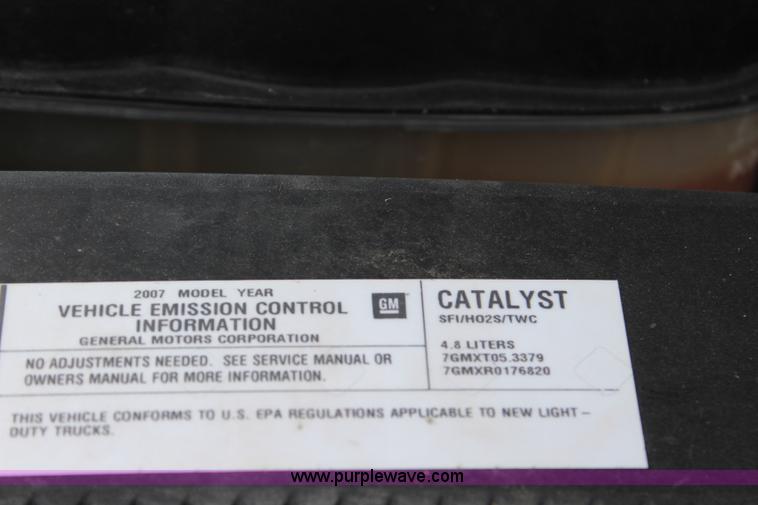 2007 MODEL YEAR
VEHICLE EMISSION CONTROL
INFORMATION
GENERAL MOTORS CORPORATION
GM
NO ADJUSTMENTS NEEDED. SEE SERVICE MANUAL OR
OWNERS MANUAL FOR MORE INFORMATION.
CATALYST
SFI/HO2S/TWC
4.8 LITERS
7GMXT05.3379
7GMXR0176820
THIS VEHICLE CONFORMS TO U.S. EPA REGULATIONS APPLICABLE TO NEW LIGHT-
DUTY TRUCKS.
www.purplewave.com